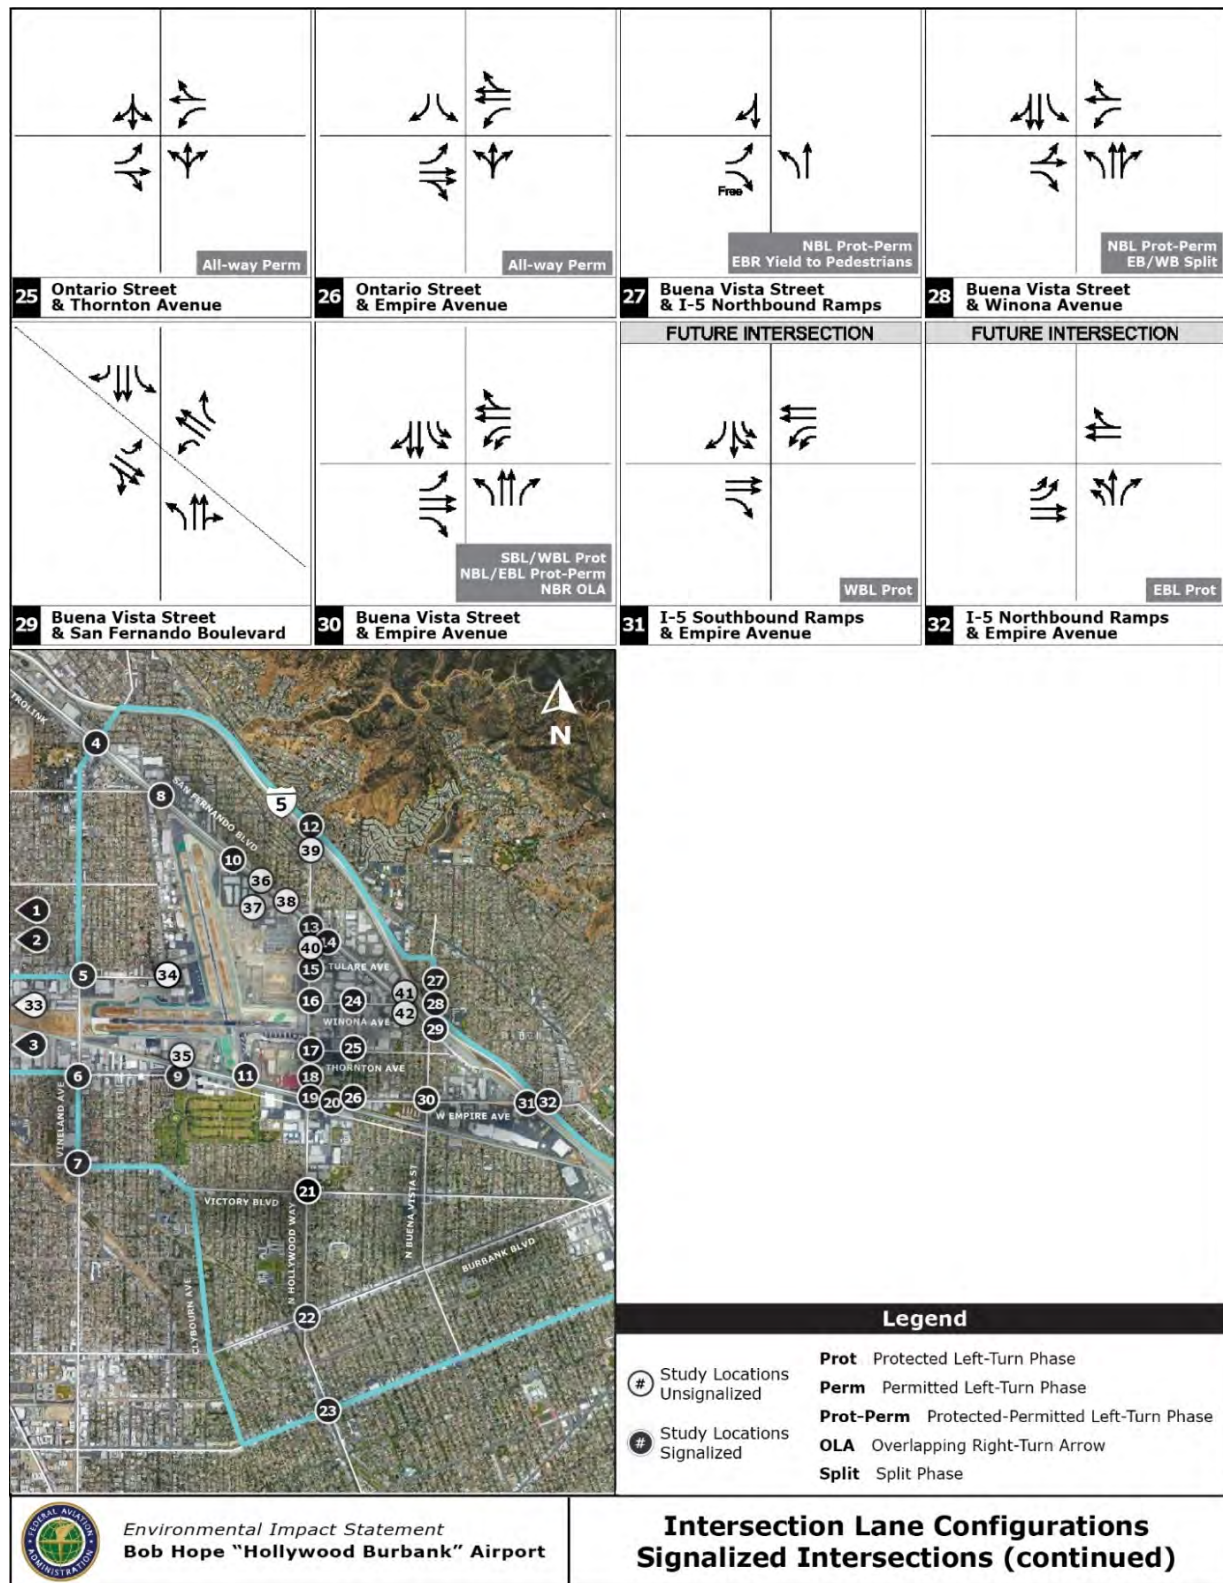 All-way Perm
25 Ontario Street
& Thornton Avenue
All-way Perm
26 Ontario Street
& Empire Avenue
Free
NBL Prot-Perm
EBR Yield to Pedestrians
27 Buena Vista Street
& I-5 Northbound Ramps
NBL Prot-Perm
EB/WB Split
28 Buena Vista Street
& Winona Avenue
29 Buena Vista Street
& San Fernando Boulevard
SBL/WBL Prot
NBL/EBL Prot-Perm
NBR OLA
30 Buena Vista Street
& Empire Avenue
FUTURE INTERSECTION
WBL Prot
31 I-5 Southbound Ramps
& Empire Avenue
FUTURE INTERSECTION
EBL Prot
32 I-5 Northbound Ramps
& Empire Avenue
TROLINK
N
4
8
SAN FERNANDO BLVD
5
12
39
10
36
37
38
1
2
13
14
40
15
TULARE AVE
5
34
27
41
28
33
16
24
42
WINONA AVE
29
3
17
25
35
THORNTON AVE
6
9
11
18
19
20
26
30
31
32
W EMPIRE AVE
VINELAND AVE
7
21
VICTORY BLVD
N HOLLYWOOD WAY
N BUENA VISTA ST
BURBANK BLVD
CLYBOURN AVE
22
23
Legend
# Study Locations
Unsignalized
# Study Locations
Signalized
Prot Protected Left-Turn Phase
Perm Permitted Left-Turn Phase
Prot-Perm Protected-Permitted Left-Turn Phase
OLA Overlapping Right-Turn Arrow
Split Split Phase
FEDERAL AVIATION
ADMINISTRATION
Environmental Impact Statement
Bob Hope “Hollywood Burbank” Airport
Intersection Lane Configurations
Signalized Intersections (continued)